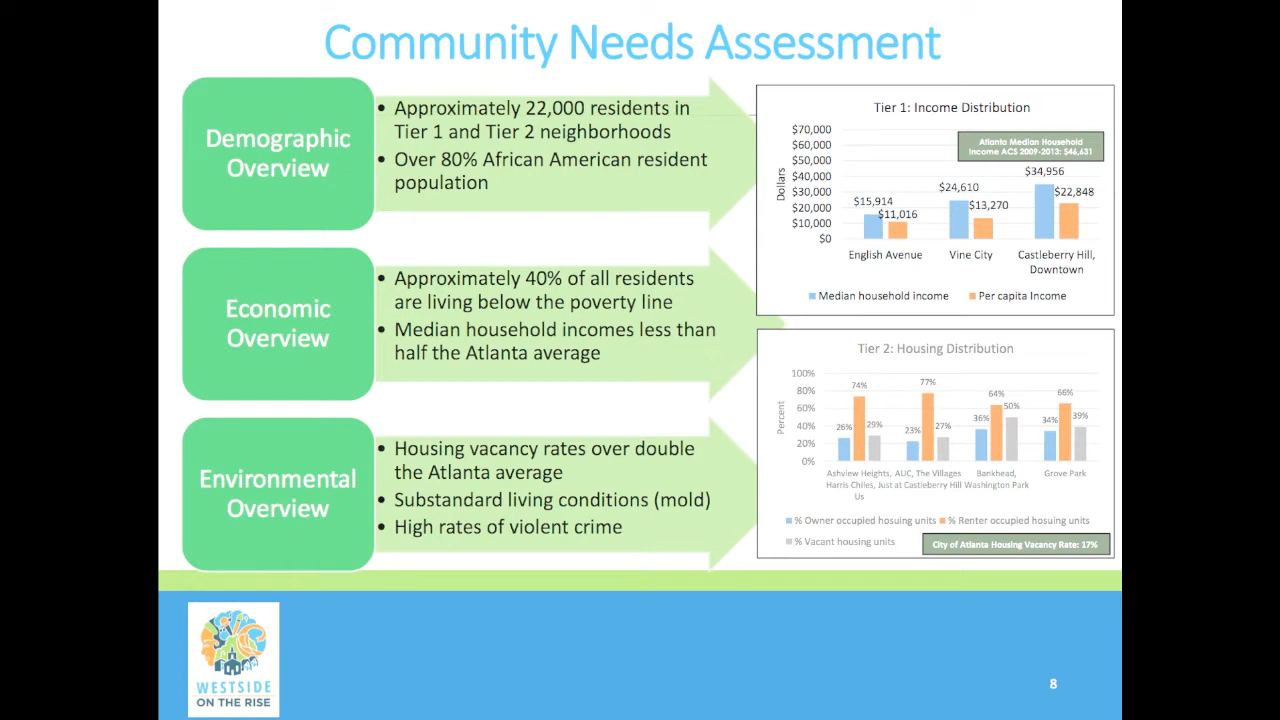 Community Needs Assessment
Demographic
Overview
• Approximately 22,000 residents in
Tier 1 and Tier 2 neighborhoods
• Over 80% African American resident
population
Economic
Overview
• Approximately 40% of all residents
are living below the poverty line
• Median household incomes less than
half the Atlanta average
Environmental
Overview
• Housing vacancy rates over double
the Atlanta average
• Substandard living conditions (mold)
• High rates of violent crime
Tier 1: Income Distribution
Atlanta Median Household
Income ACS 2009-2013: $46,631
Dollars
$70,000
$60,000
$50,000
$40,000
$30,000
$20,000
$10,000
$0
$15,914
$11,016
$24,610
$13,270
$34,956
$22,848
English Avenue
Vine City
Castleberry Hill,
Downtown
Median household income
Per capita Income
Tier 2: Housing Distribution
Percent
100%
80%
60%
40%
20%
0%
26%
74%
29%
23%
77%
27%
36%
64%
50%
34%
66%
39%
Ashview Heights,
Harris Chiles, Just
Us
AUC, The Villages
at Castleberry Hill
Bankhead,
Washington Park
Grove Park
% Owner occupied hosuing units
% Renter occupied hosuing units
% Vacant housing units
City of Atlanta Housing Vacancy Rate: 17%
WESTSIDE
ON THE RISE
8